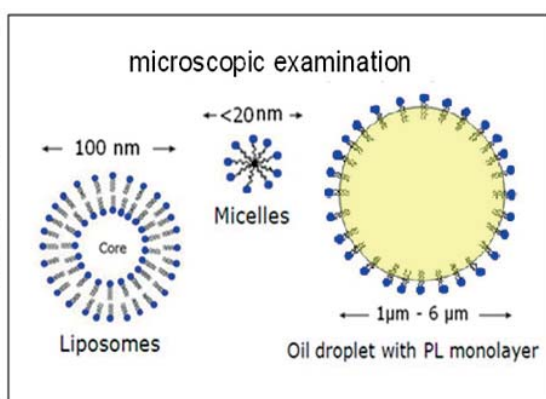 microscopic examination
<20nm
100 nm
Micelles
Core
1μm - 6 μm
Liposomes
Oil droplet with PL monolayer